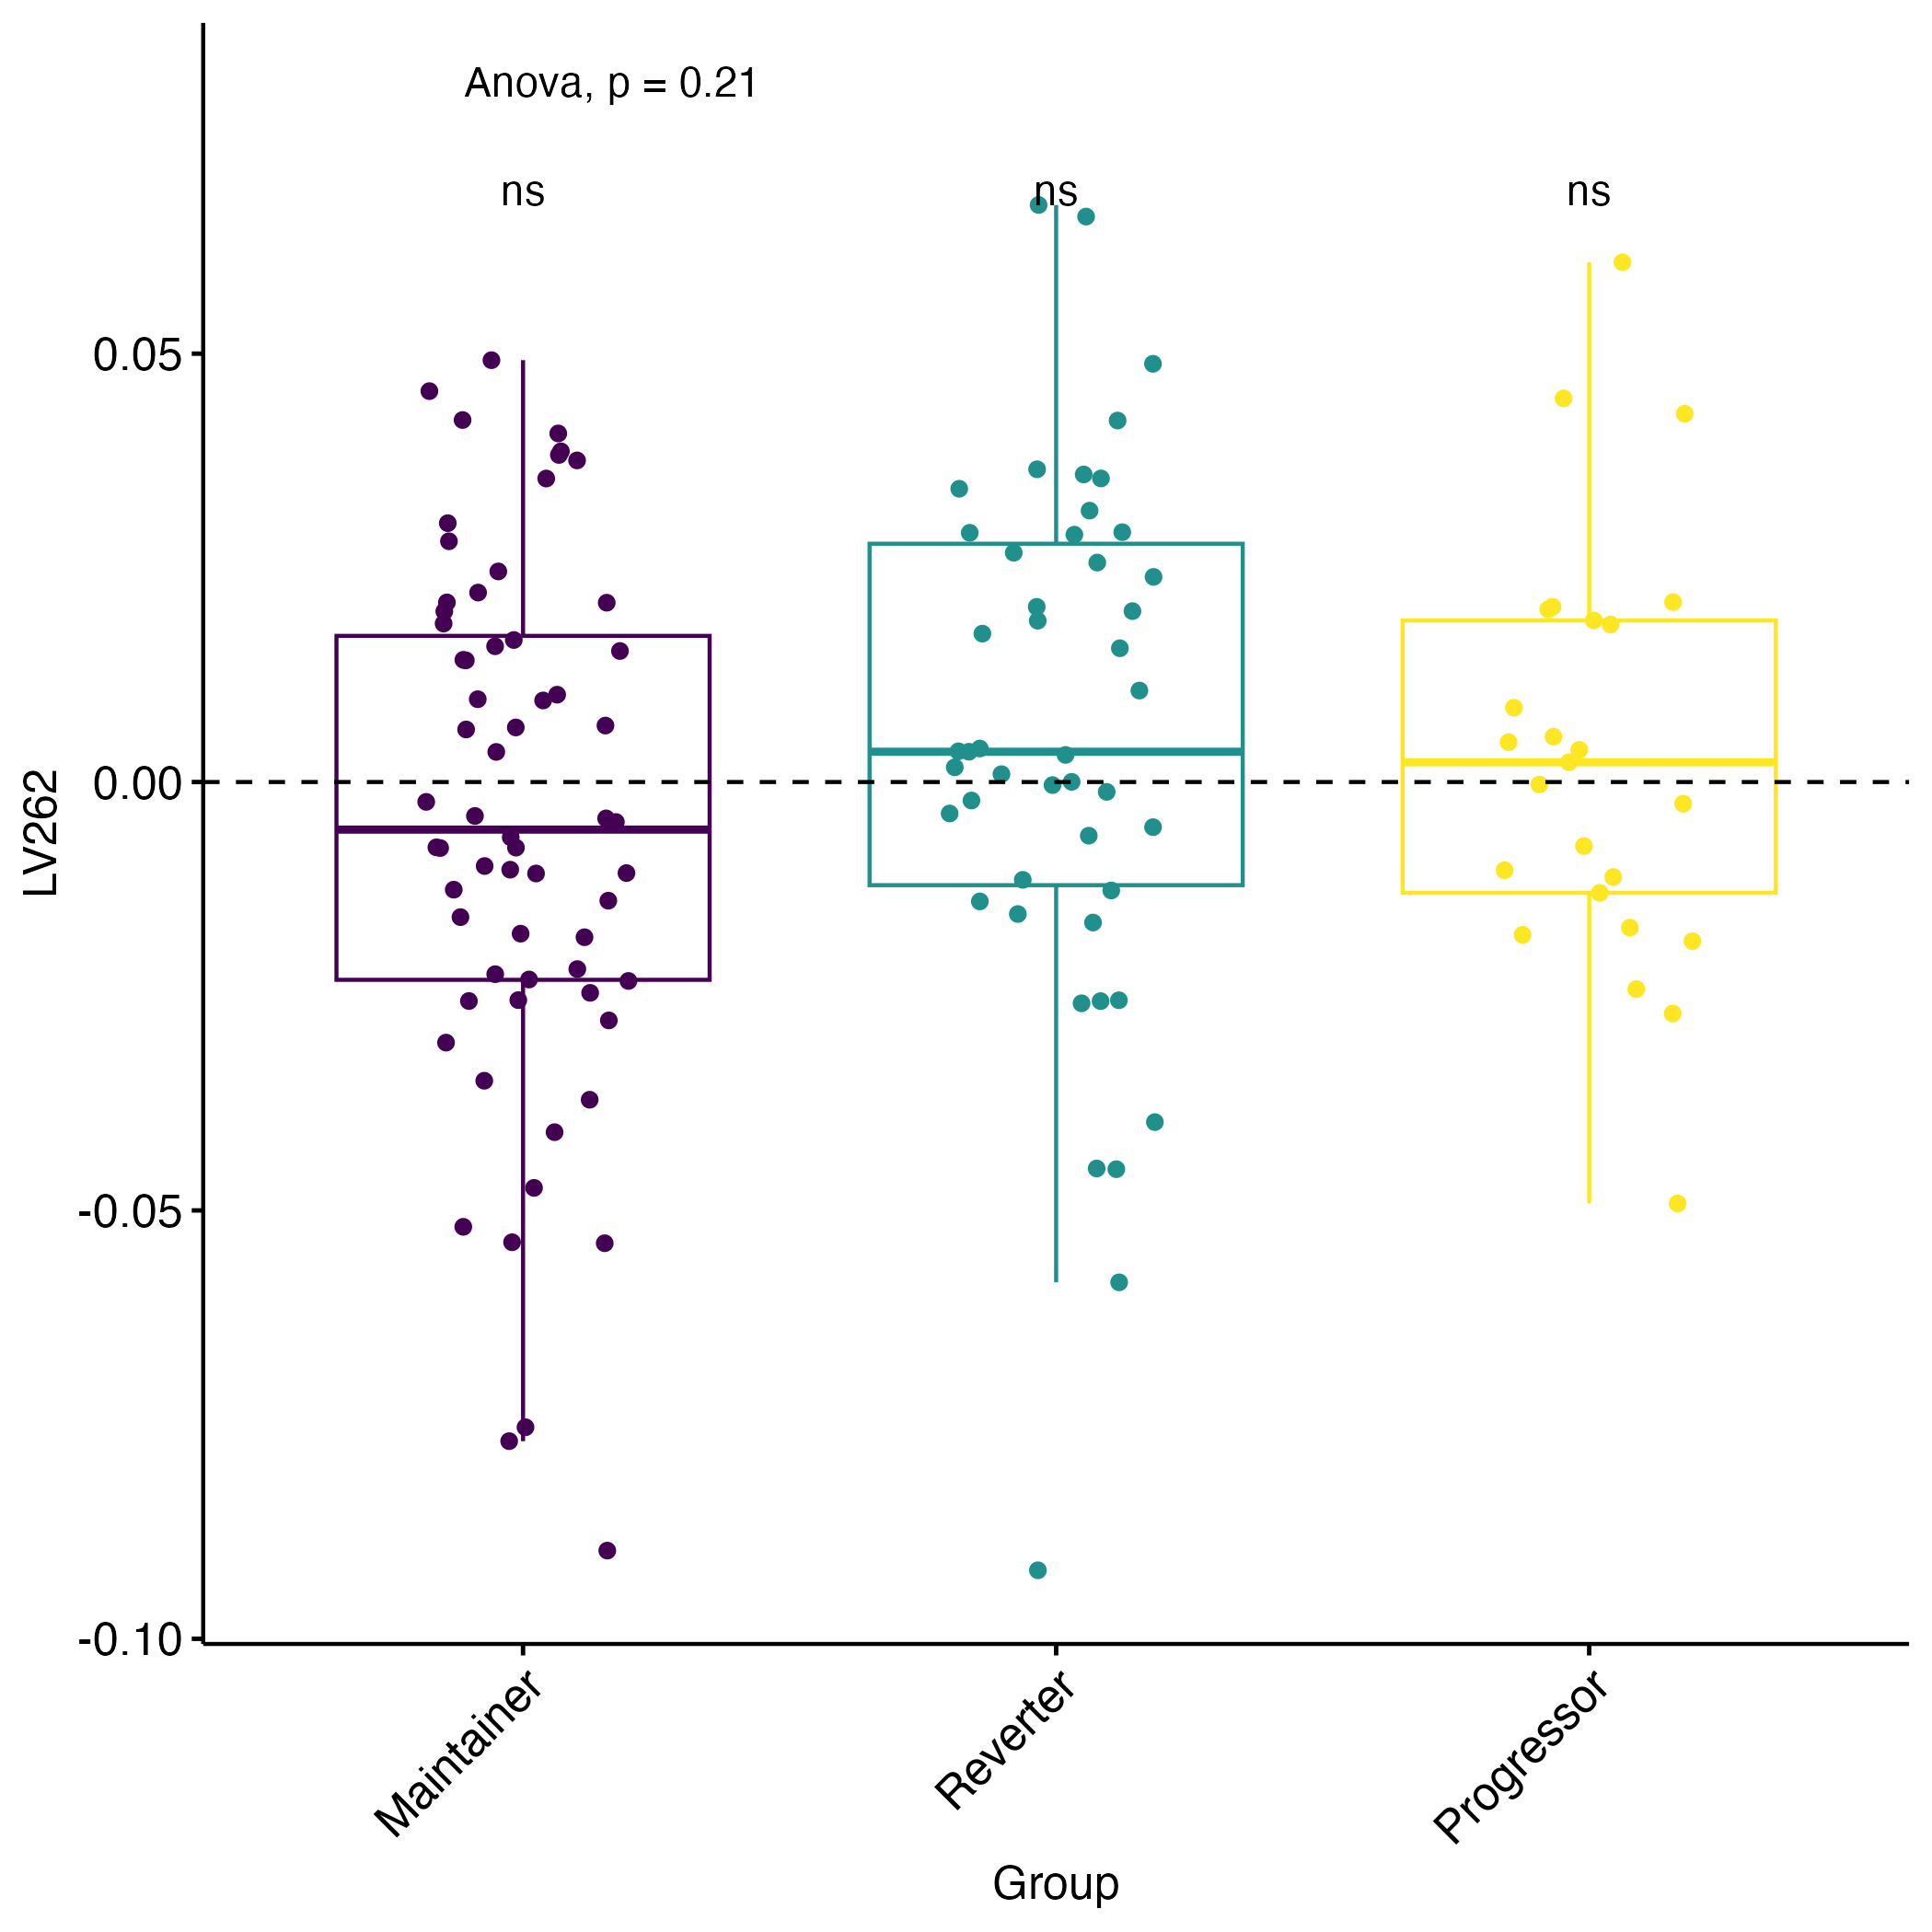 Anova, p = 0.21
ns ns ns
0.05
0.00
-0.05
-0.10
LV262
Maintainer Reverter Progressor
Group